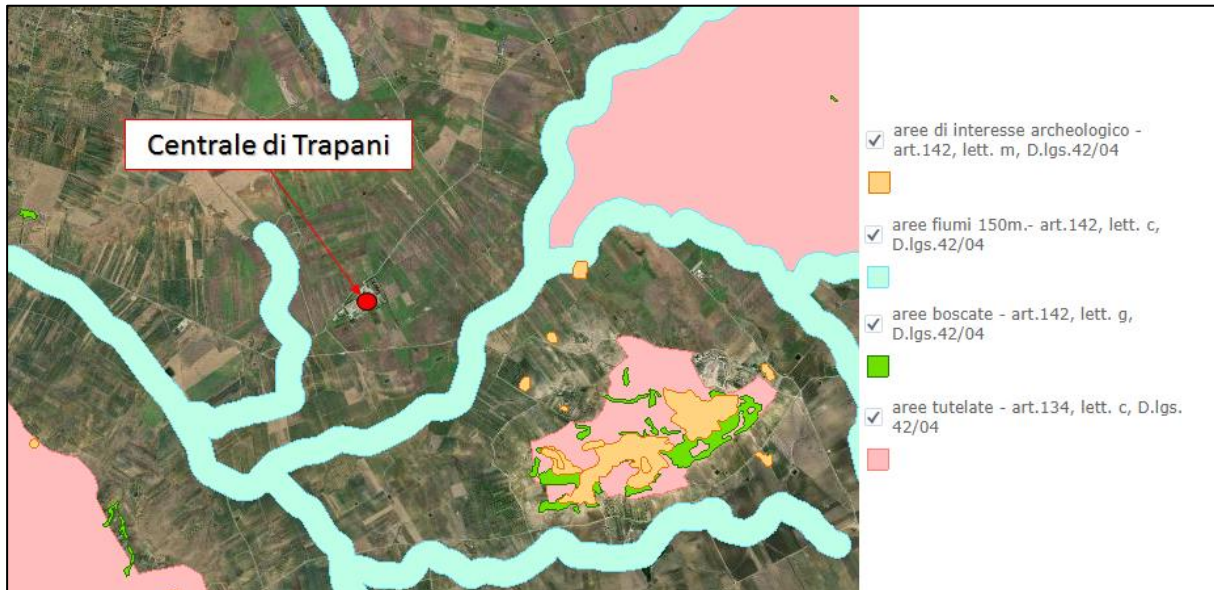 Centrale di Trapani
aree di interesse archeologico -
art.142, lett. m, D.lgs.42/04
aree fiumi 150m.- art.142, lett. c,
D.lgs.42/04
aree boscate - art.142, lett. g,
D.lgs.42/04
aree tutelate - art.134, lett. c, D.lgs.
42/04